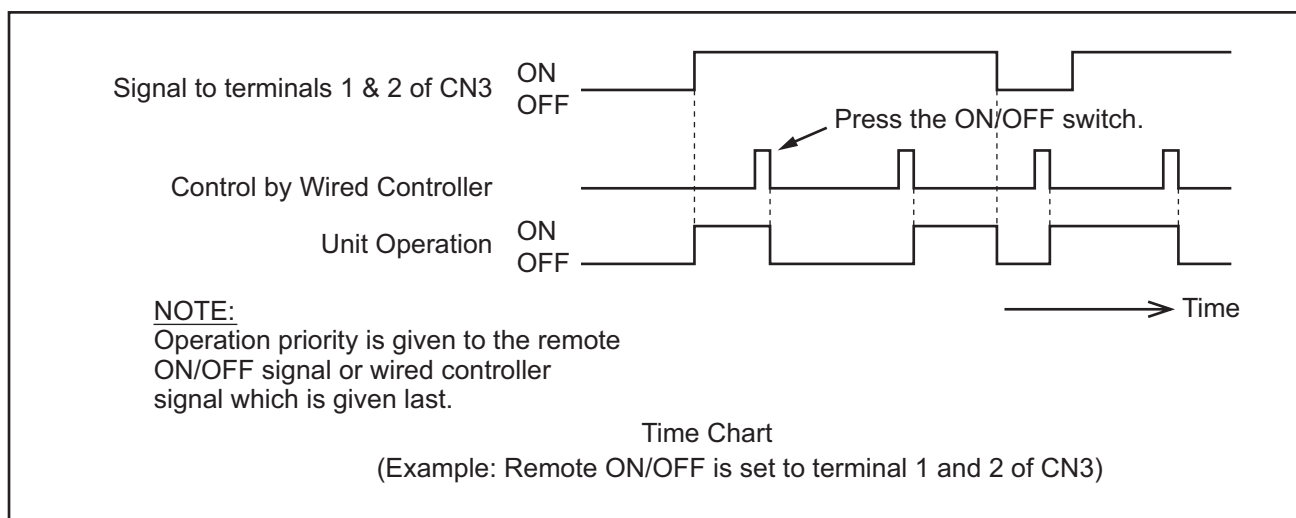 Signal to terminals 1 & 2 of CN3
ON
OFF
Press the ON/OFF switch.
Control by Wired Controller
Unit Operation
ON
OFF
Time
NOTE:
Operation priority is given to the remote
ON/OFF signal or wired controller
signal which is given last.
Time Chart
(Example: Remote ON/OFF is set to terminal 1 and 2 of CN3)